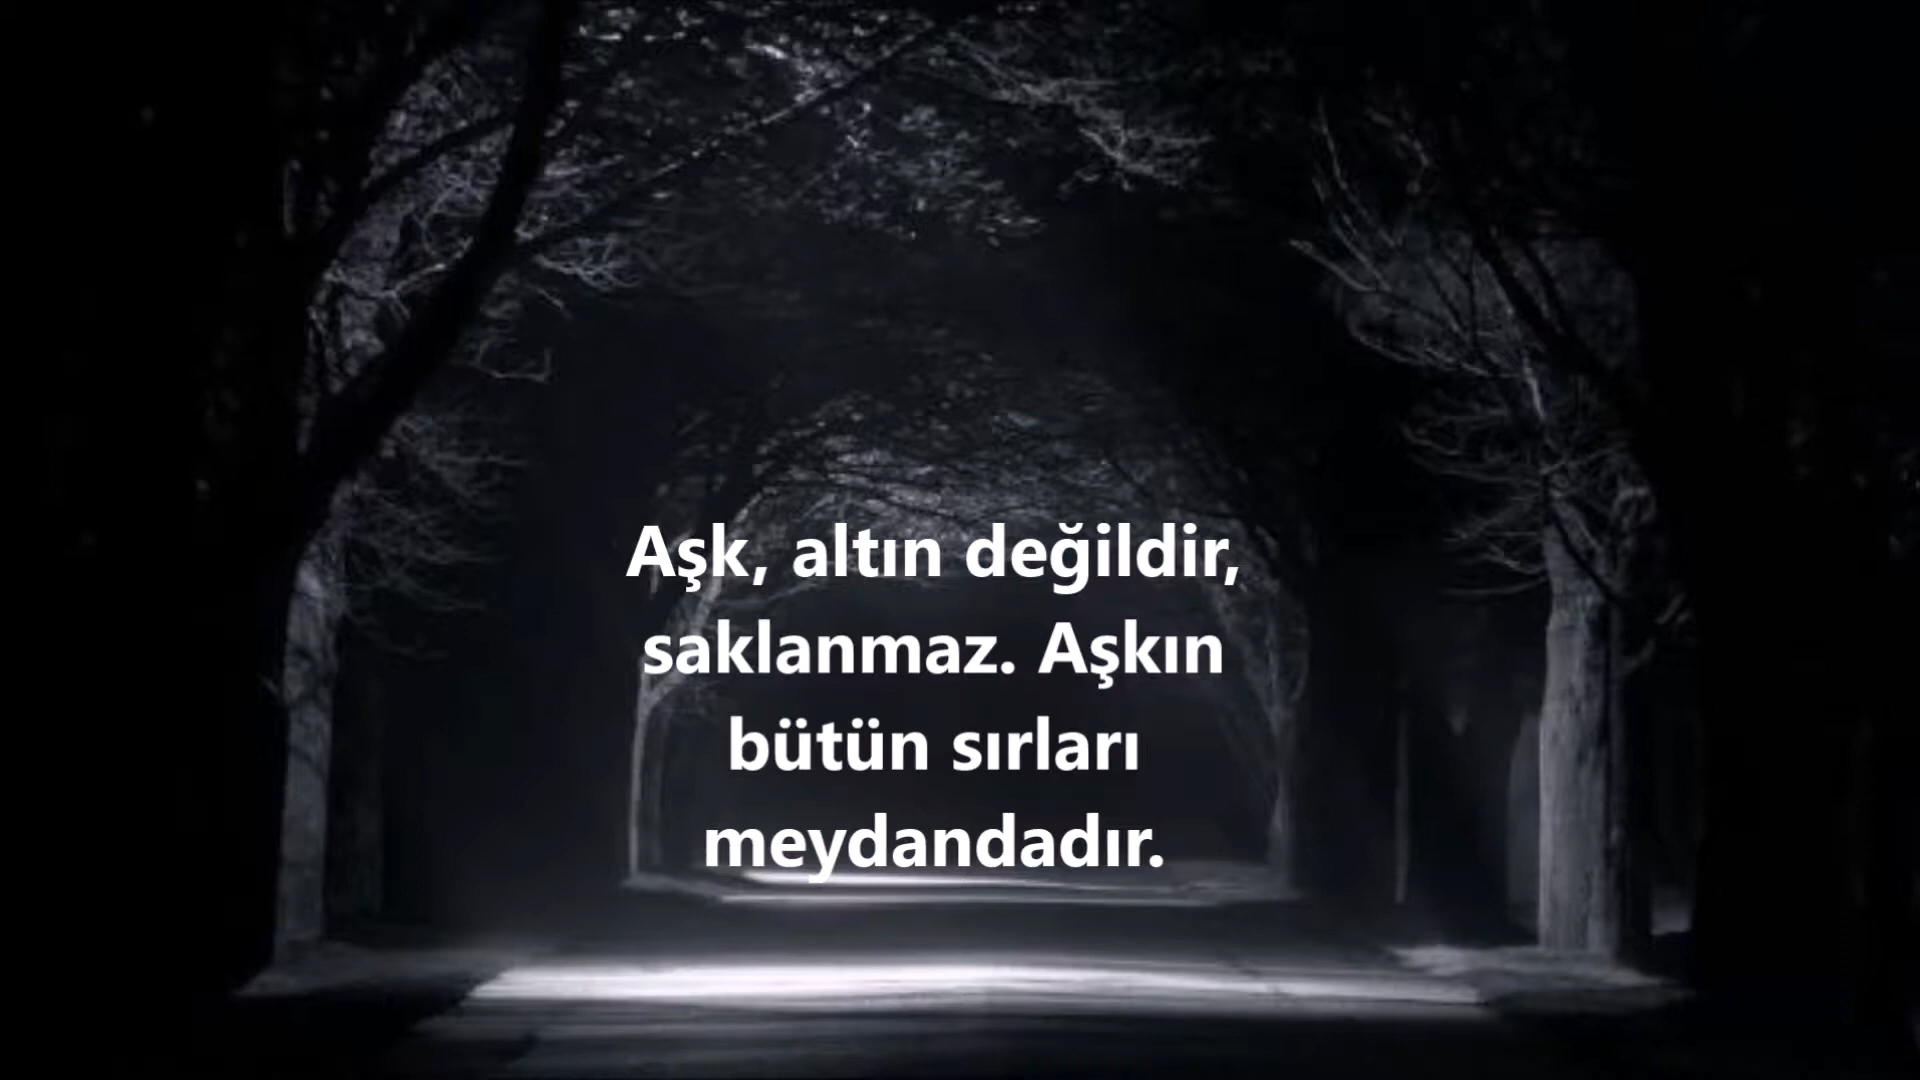 Aşk, altın değildir,
saklanmaz. Aşkın
bütün sırları
meydandadır.